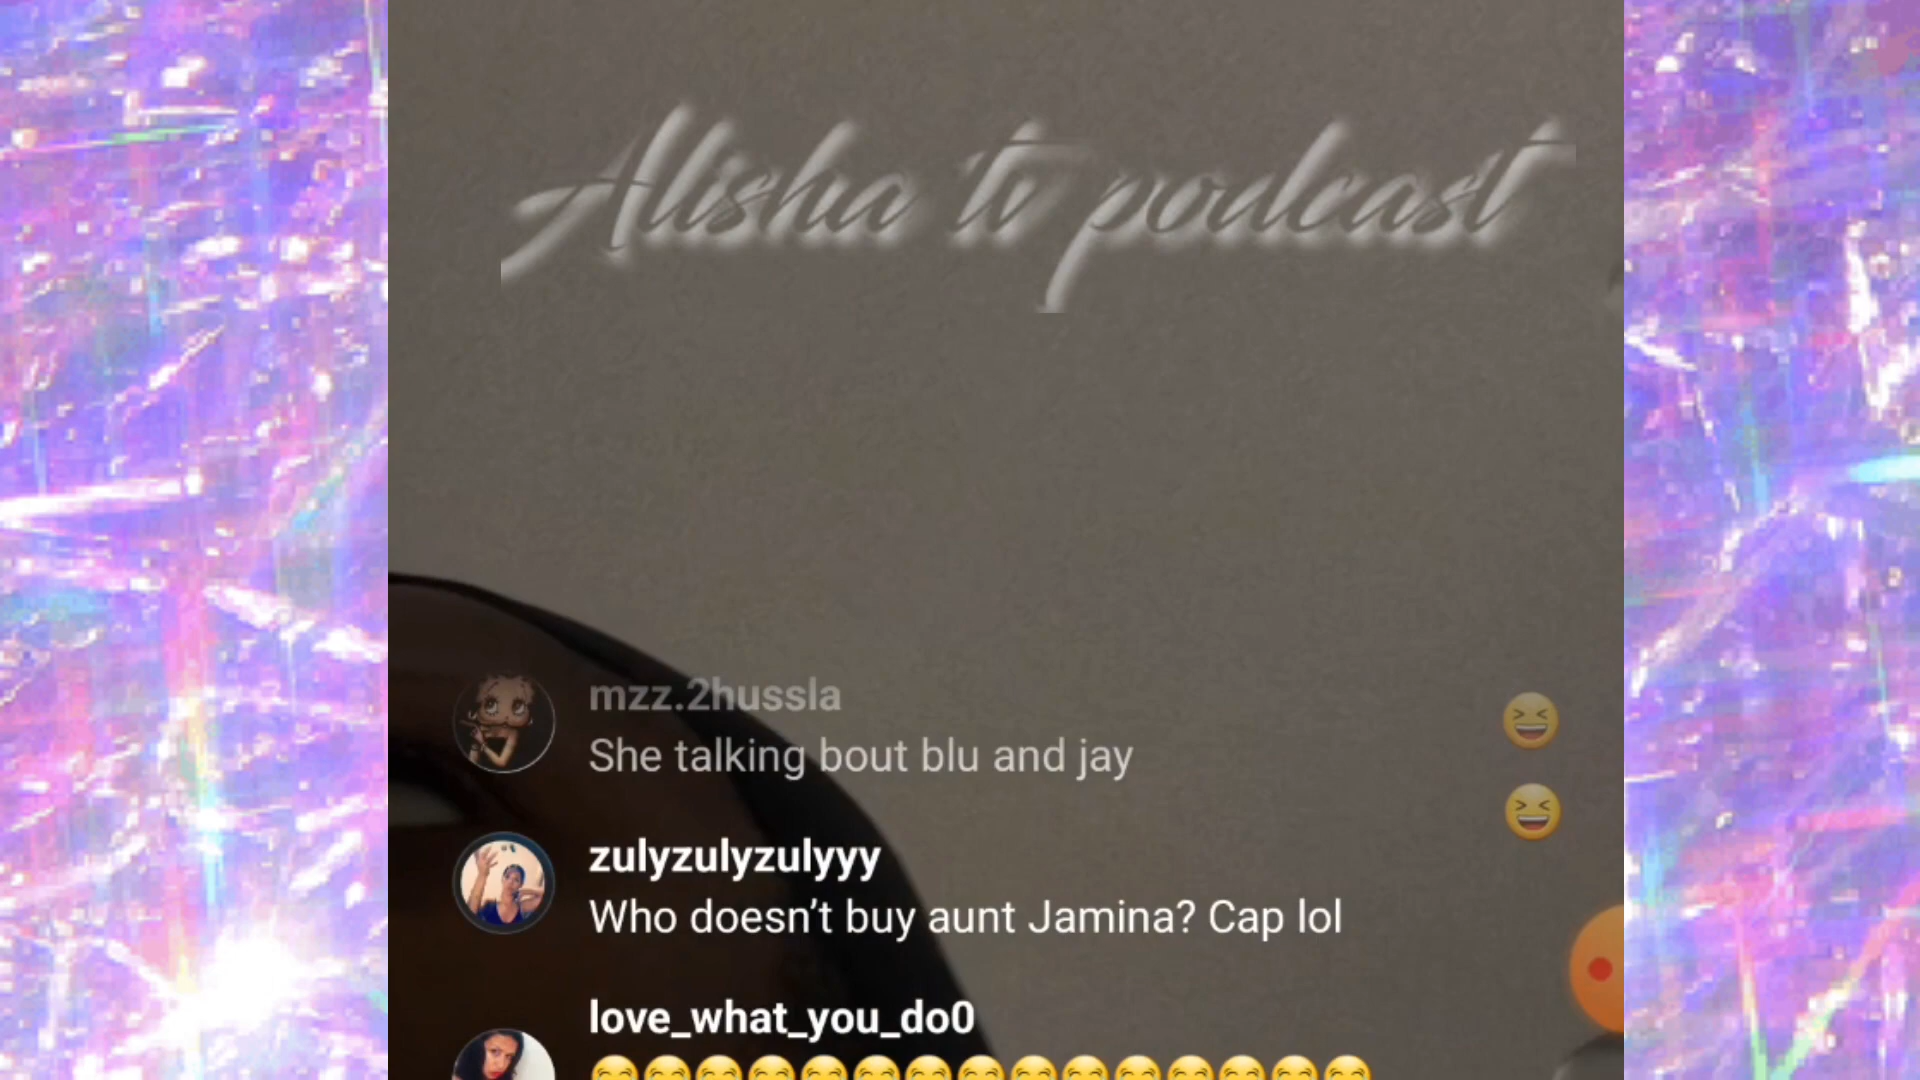 Alisha tv podcast
mzz.2hussla
She talking bout blu and jay
zulyzulyzulyyy
Who doesn’t buy aunt Jamina? Cap lol
love_what_you_do0